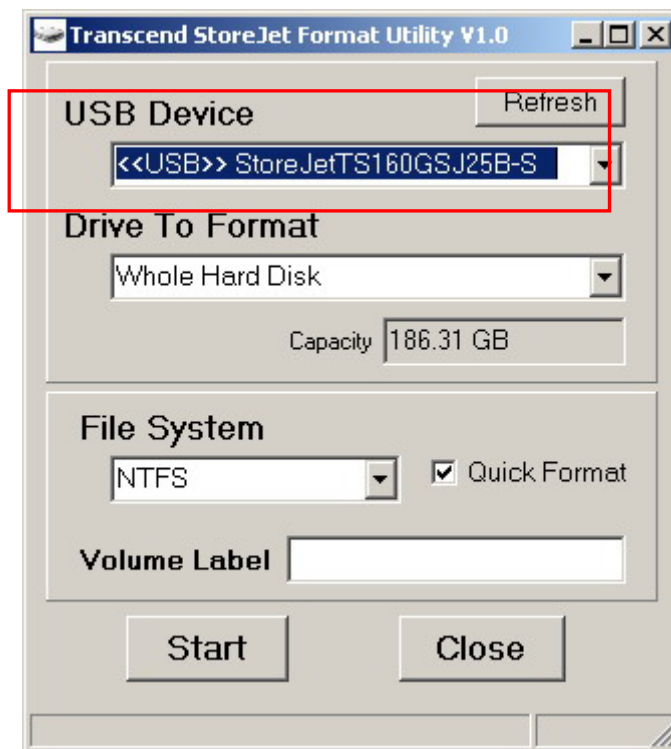 Transcend StoreJet Format Utility V1.0
USB Device
Refresh
<<USB>> StoreJetTS160GSJ25B-S
Drive To Format
Whole Hard Disk
Capacity 186.31 GB
File System
NTFS
Quick Format
Volume Label
Start Close